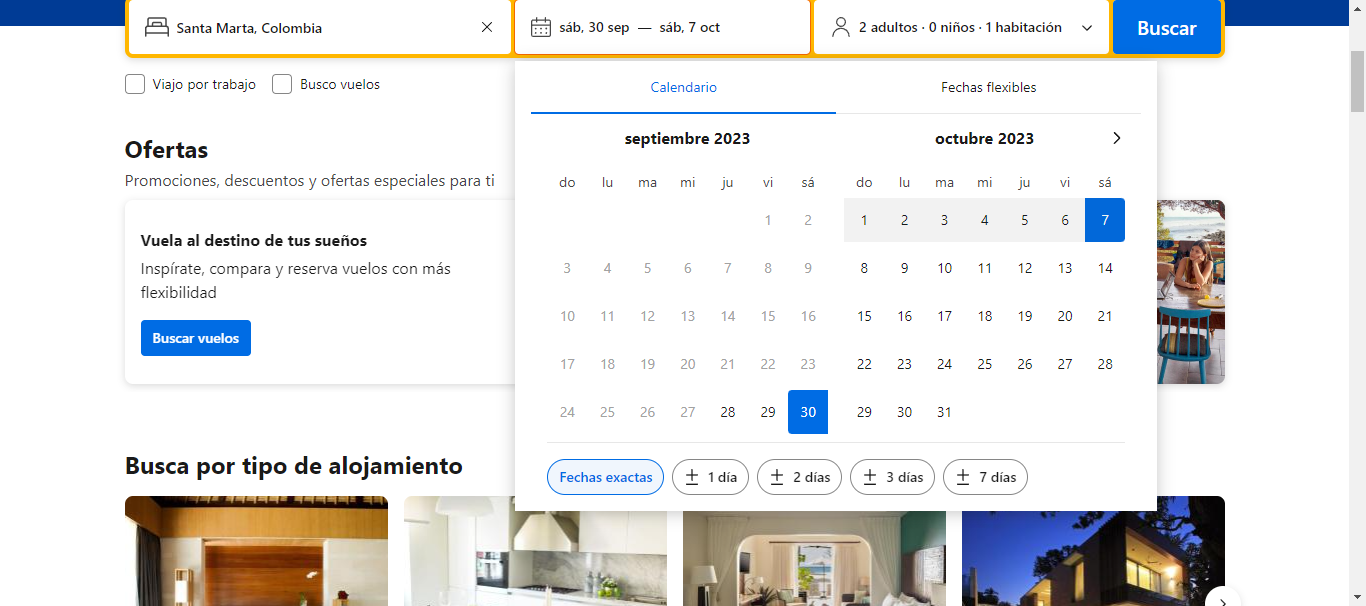 Santa Marta, Colombia
sáb, 30 sep — sáb, 7 oct
2 adultos · 0 niños · 1 habitación
Buscar
Viajo por trabajo
Busco vuelos
Calendario
Fechas flexibles
Ofertas
Promociones, descuentos y ofertas especiales para ti
Vuela al destino de tus sueños
Inspírate, compara y reserva vuelos con más
flexibilidad
Buscar vuelos
septiembre 2023
do lu ma mi ju vi sá
1 2
3 4 5 6 7 8 9
10 11 12 13 14 15 16
17 18 19 20 21 22 23
24 25 26 27 28 29 30
octubre 2023
do lu ma mi ju vi sá
1 2 3 4 5 6 7
8 9 10 11 12 13 14
15 16 17 18 19 20 21
22 23 24 25 26 27 28
29 30 31
Fechas exactas
± 1 día
± 2 días
± 3 días
± 7 días
Busca por tipo de alojamiento